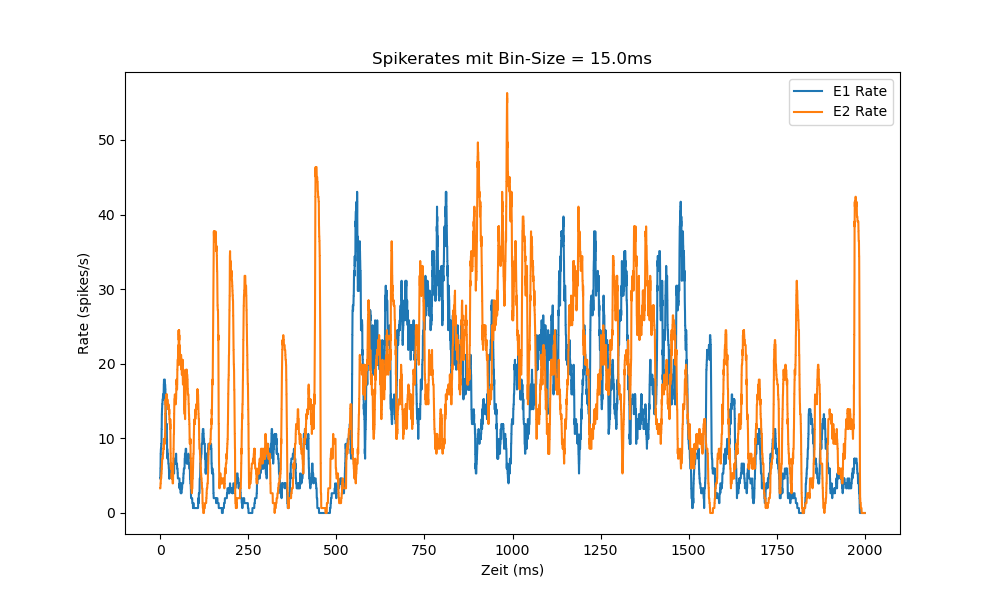 Spikerates mit Bin-Size = 15.0ms
E1 Rate
E2 Rate
Rate (spikes/s)
50
40
30
20
10
0
0 250 500 750 1000 1250 1500 1750 2000
Zeit (ms)